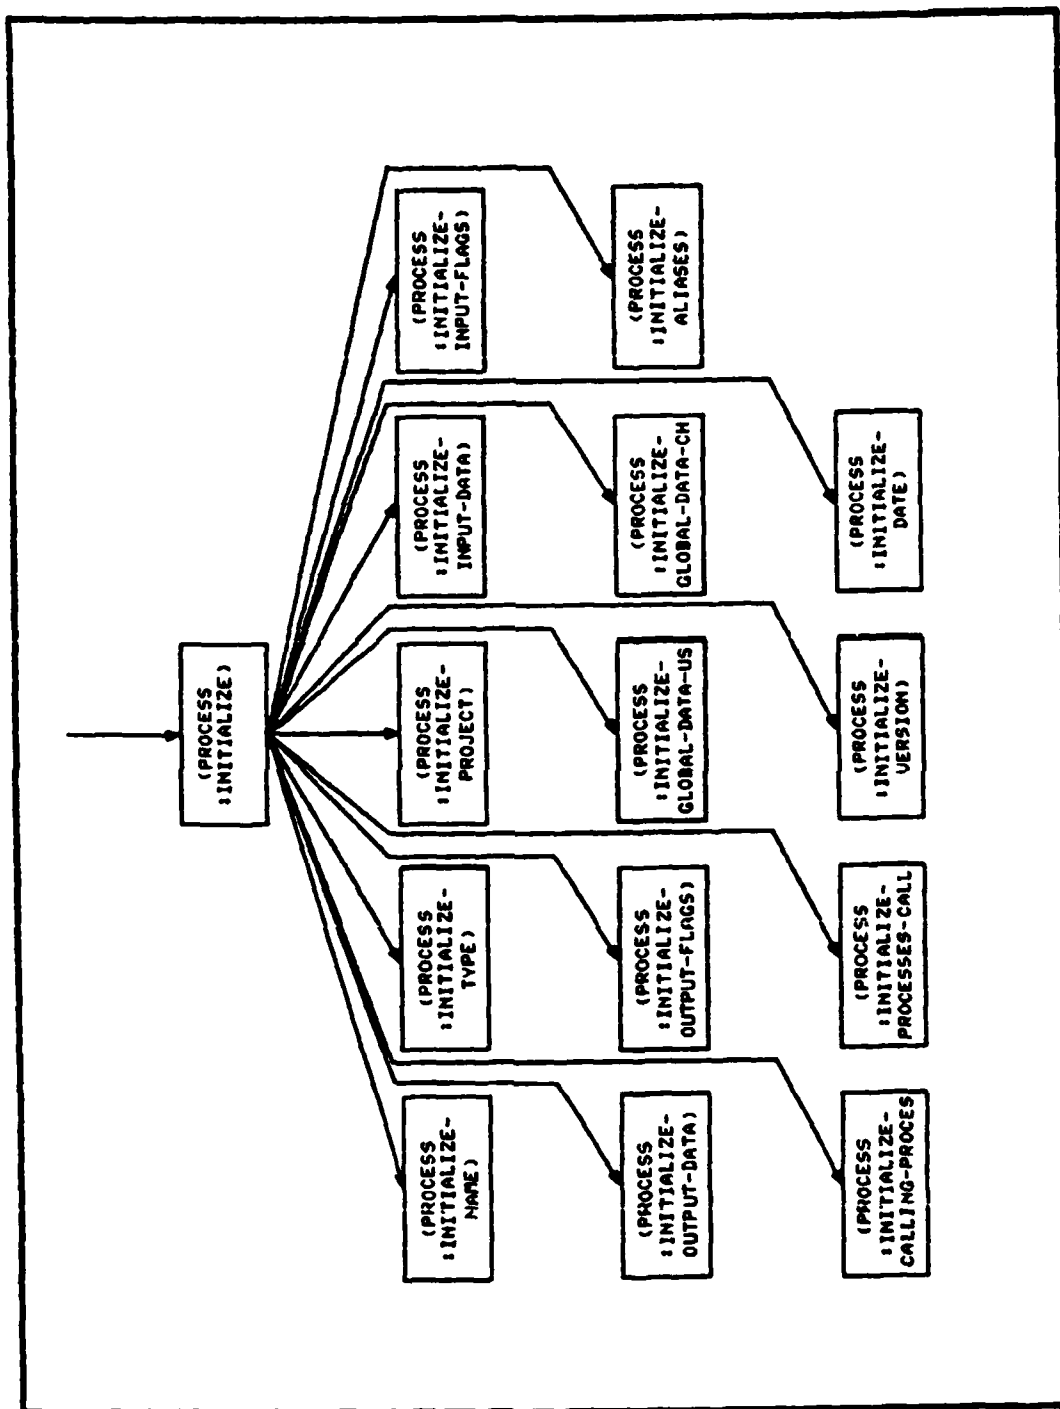 (PROCESS
:INITIALIZE)
(PROCESS
:INITIALIZE-
NAME)
(PROCESS
:INITIALIZE-
TYPE)
(PROCESS
:INITIALIZE-
PROJECT)
(PROCESS
:INITIALIZE-
INPUT-DATA)
(PROCESS
:INITIALIZE-
INPUT-FLAGS)
(PROCESS
:INITIALIZE-
OUTPUT-DATA)
(PROCESS
:INITIALIZE-
OUTPUT-FLAGS)
(PROCESS
:INITIALIZE-
GLOBAL-DATA-US
(PROCESS
:INITIALIZE-
GLOBAL-DATA-CH
(PROCESS
:INITIALIZE-
ALIASES)
(PROCESS
:INITIALIZE-
CALLING-PROCES
(PROCESS
:INITIALIZE-
PROCESSES-CALL
(PROCESS
:INITIALIZE-
VERSION)
(PROCESS
:INITIALIZE-
DATE)